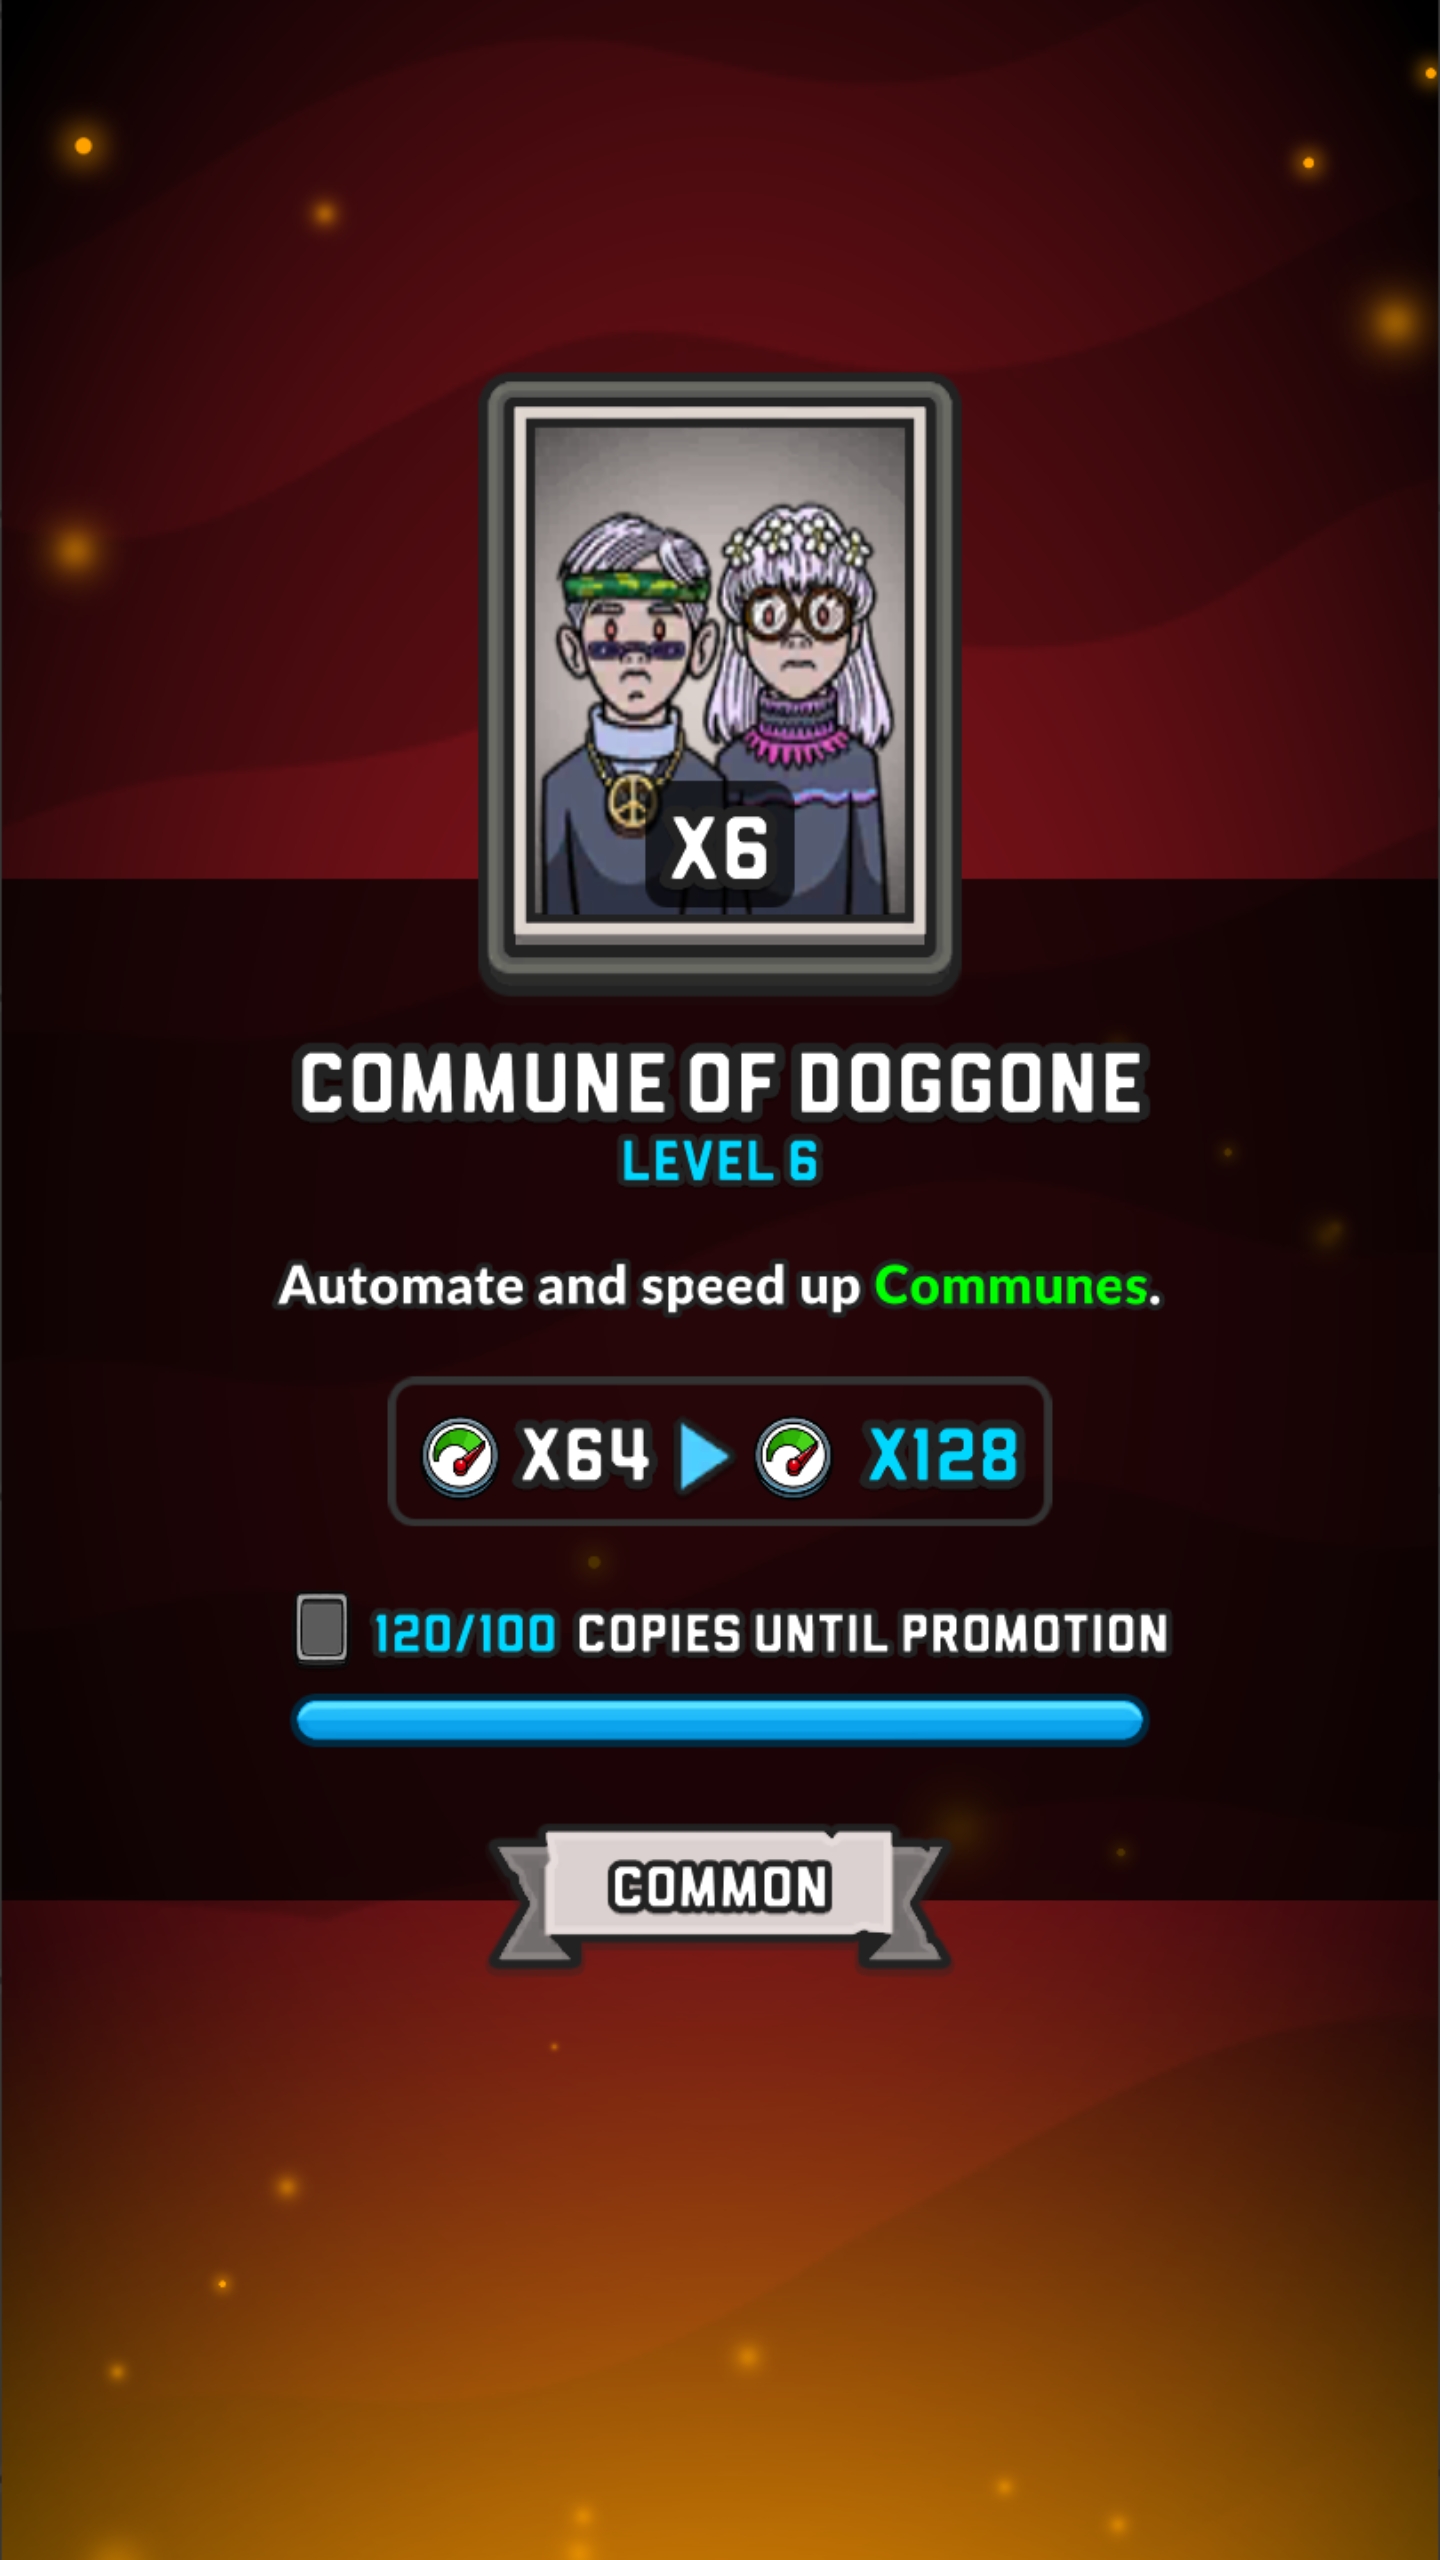 X6
COMMUNE OF DOGGONE
LEVEL 6
Automate and speed up Communes.
X64 X128
120/100 COPIES UNTIL PROMOTION
COMMON